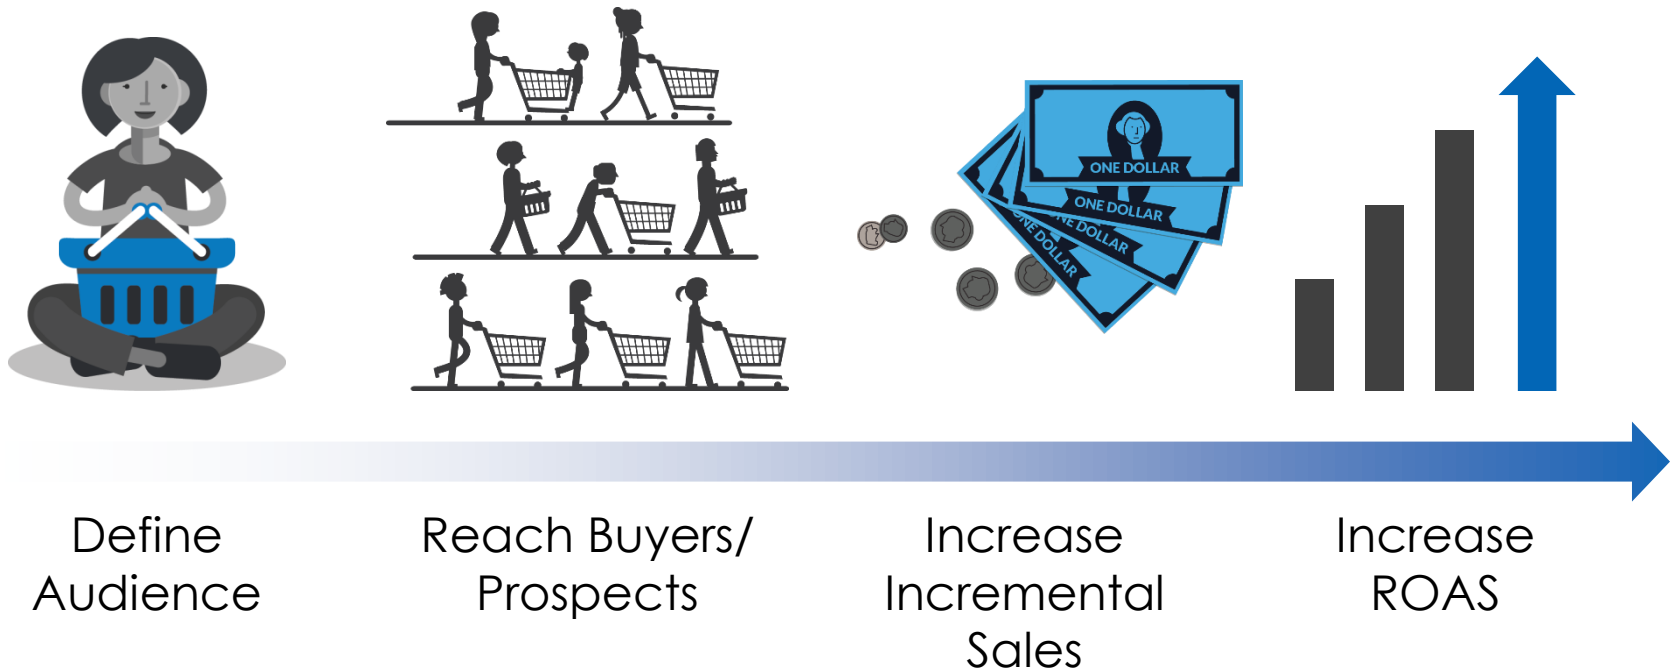 ONE DOLLAR
ONE DOLLAR
ONE DOLLAR
ONE DOLLAR
Define
Audience
Reach Buyers/
Prospects
Increase
Incremental
Sales
Increase
ROAS